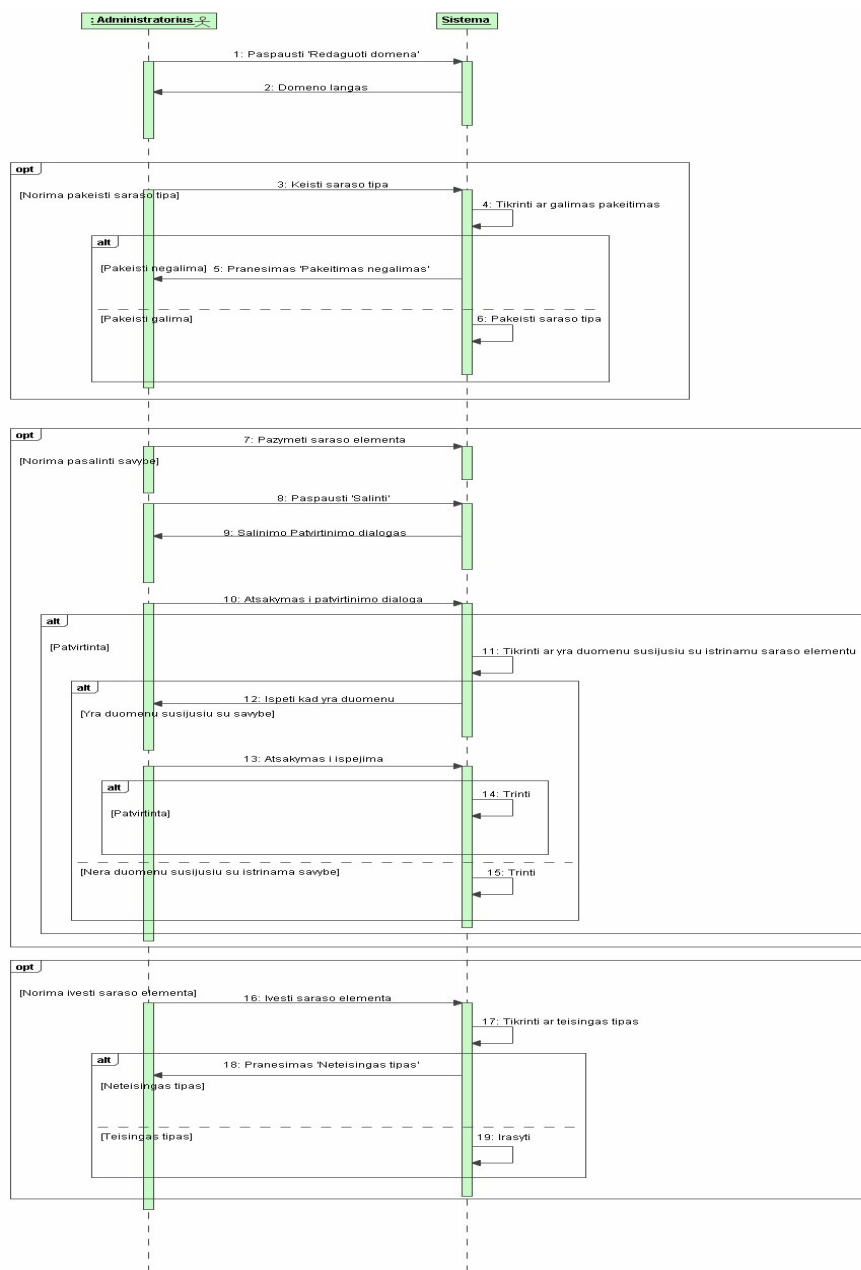 : Administratorius
Sistema
1: Paspausti 'Redaguoti domena'
2: Domeno langas
opt
3: Keisti saraso tipa
[Norima pakeisti saraso tipa]
4: Tikrinti ar galimas pakeitimas
alt
[Pakeisti negalima]
5: Pranesimas 'Pakeitimas negalimas'
[Pakeisti galima]
6: Pakeisti saraso tipa
opt
7: Pazymeti saraso elementa
[Norima pasalinti savybe]
8: Paspausti 'Salinti'
9: Salinimo Patvirtinimo dialogas
10: Atsakymas i patvirtinimo dialoga
alt
[Patvirtinta]
11: Tikrinti ar yra duomenu susijusiu su istrinamu saraso elementu
alt
12: Ispeti kad yra duomenu
[Yra duomenu susijusiu su savybe]
13: Atsakymas i ispejima
alt
14: Trinti
[Patvirtinta]
[Nera duomenu susijusiu su istrinama savybe]
15: Trinti
opt
[Norima ivesti saraso elementa]
16: Ivesti saraso elementa
17: Tikrinti ar teisingas tipas
alt
18: Pranesimas 'Neteisingas tipas'
[Neteisingas tipas]
[Teisingas tipas]
19: Irasyti